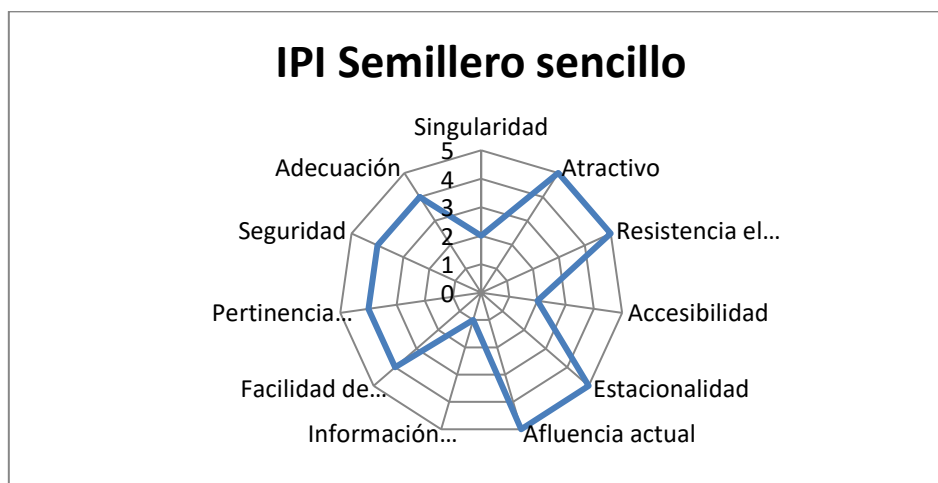 IPI Semillero sencillo
Singularidad
Atractivo
Resistencia el...
Accesibilidad
Estacionalidad
Afluencia actual
Información ...
Facilidad de...
Pertinencia...
Seguridad
Adecuación
5
4
3
2
1
0